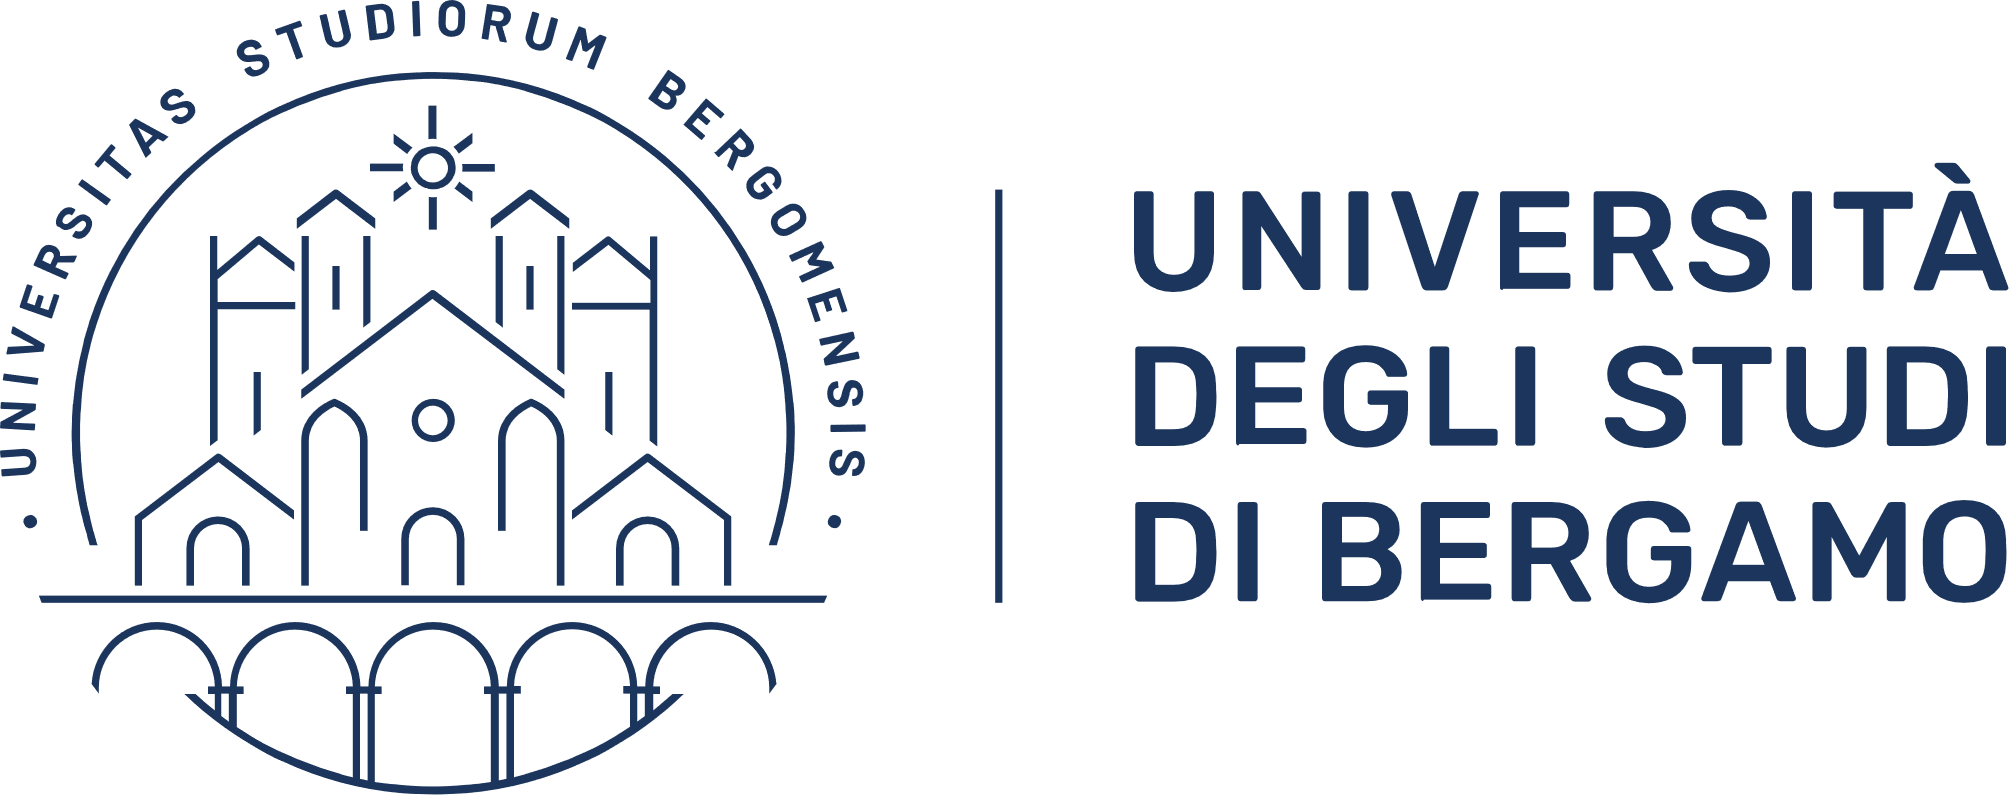 UNIVERSITAS STUDIORUM BERGOMENSIS
UNIVERSITÀ
DEGLI STUDI
DI BERGAMO